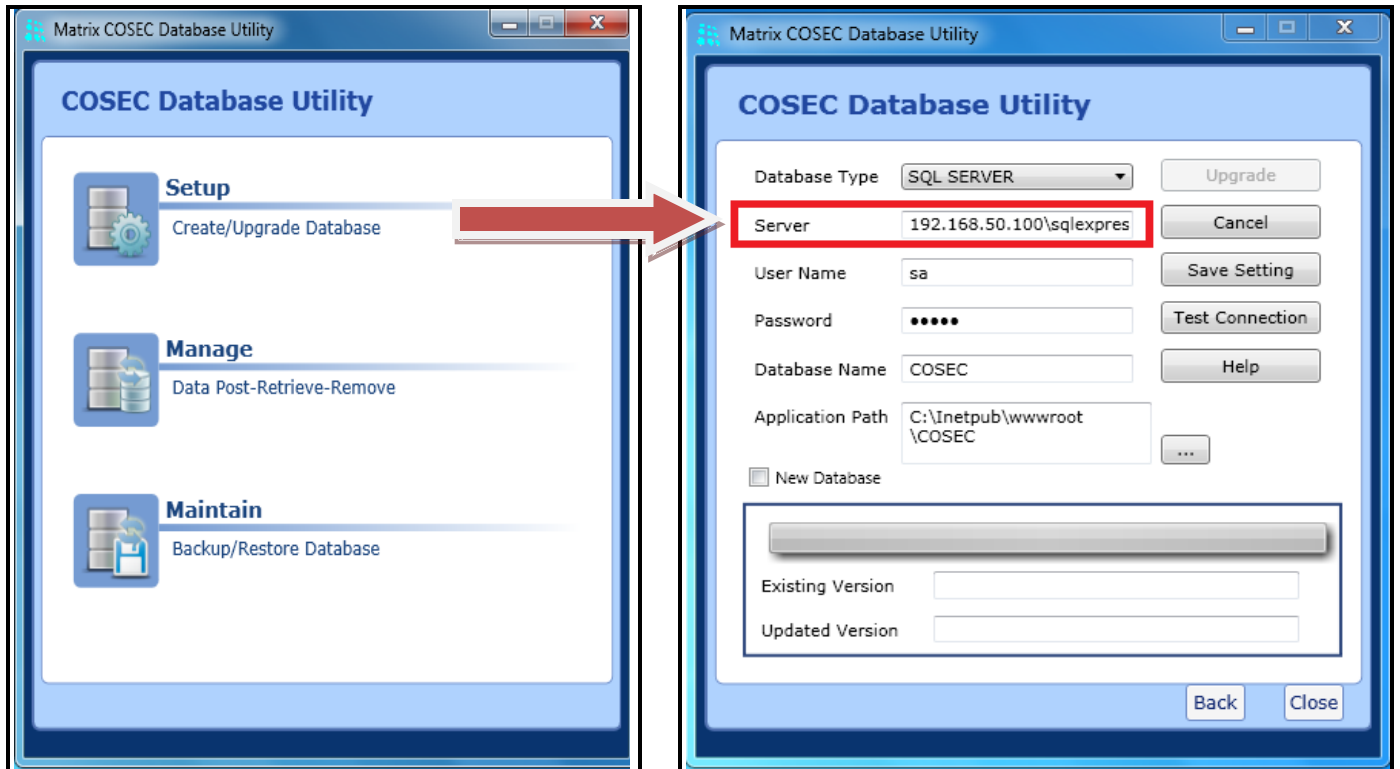 Matrix COSEC Database Utility
COSEC Database Utility
Setup
Create/Upgrade Database
Manage
Data Post-Retrieve-Remove
Maintain
Backup/Restore Database
Matrix COSEC Database Utility
COSEC Database Utility
Database Type SQL SERVER Upgrade
Server 192.168.50.100\sqlexpres Cancel
User Name sa Save Setting
Password ••••• Test Connection
Database Name COSEC Help
Application Path C:\Inetpub\wwwroot
\COSEC
...
New Database
Existing Version
Updated Version
Back Close